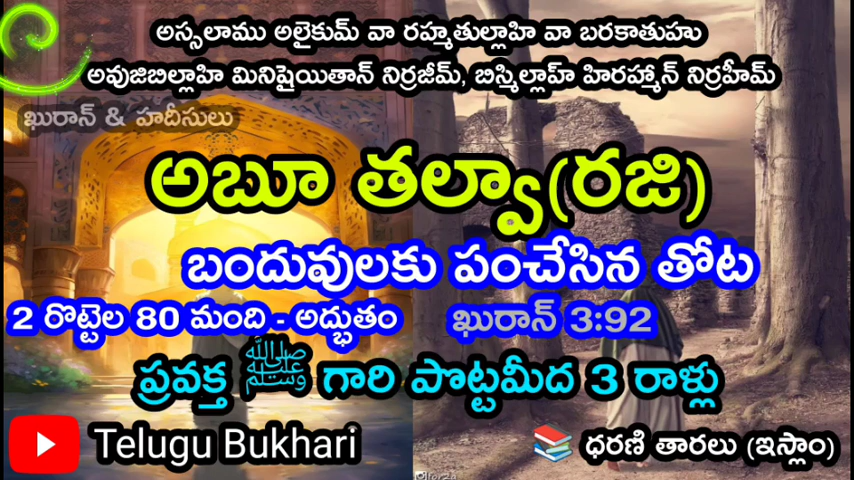 అస్సలాము అలైకుమ్ వా రహ్మతుల్లాహి వా బరకాతుహు
అవుజిబిల్లాహి మినిషైయితాన్ నిర్రజీమ్, బిస్మిల్లాహ్ హిరహ్మాన్ నిర్రహీమ్
ఖురాన్ & హదీసులు
అబూ తల్వా(రజి)
బందువులకు పంచేసిన తోట
2 రొట్టెల 80 మంది - అద్భుతం ఖురాన్ 3:92
ప్రవక్త ﷺ గారి పొట్టమీద 3 రాళ్లు
Telugu Bukhari
📚 ధరణి తారలు (ఇస్లాం)